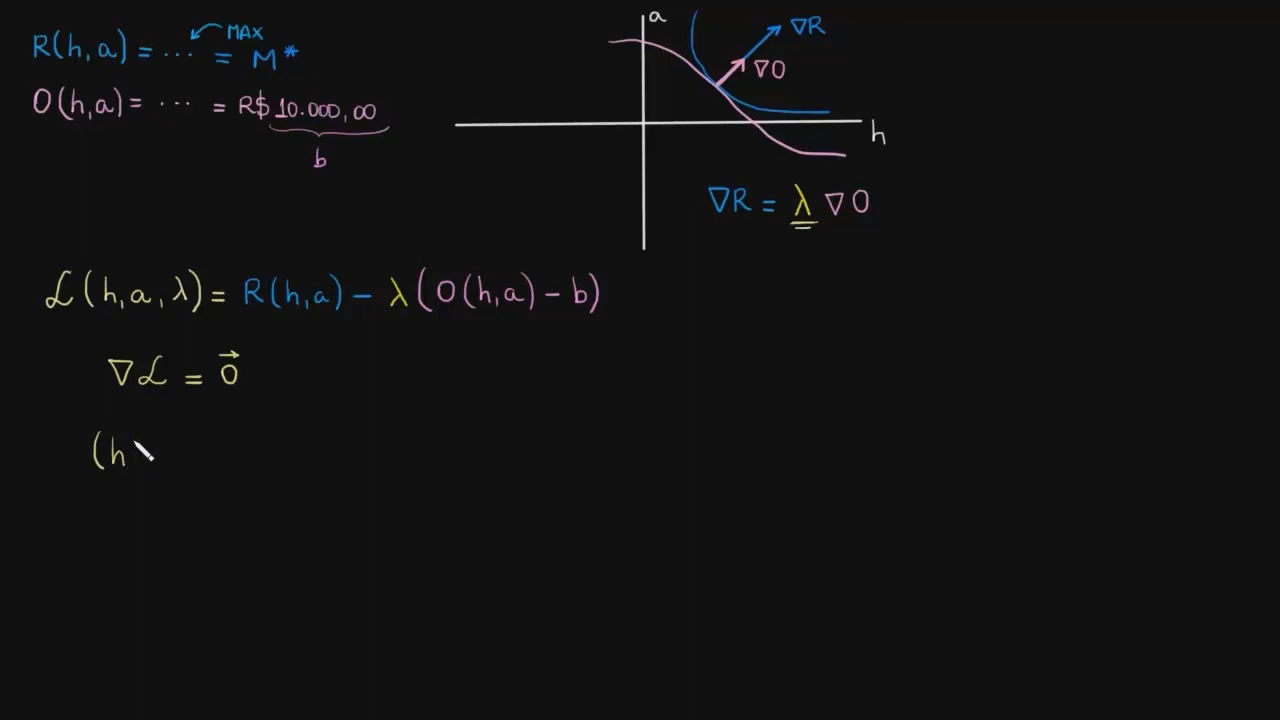 R(h,a) = ··· = M*
MAX
O(h,a) = ··· = R$ 10.000,00
b
a
∇R
∇O
h
∇R = λ ∇O
ℒ(h,a,λ) = R(h,a) − λ(O(h,a) − b)
∇ℒ = 0⃗
(h